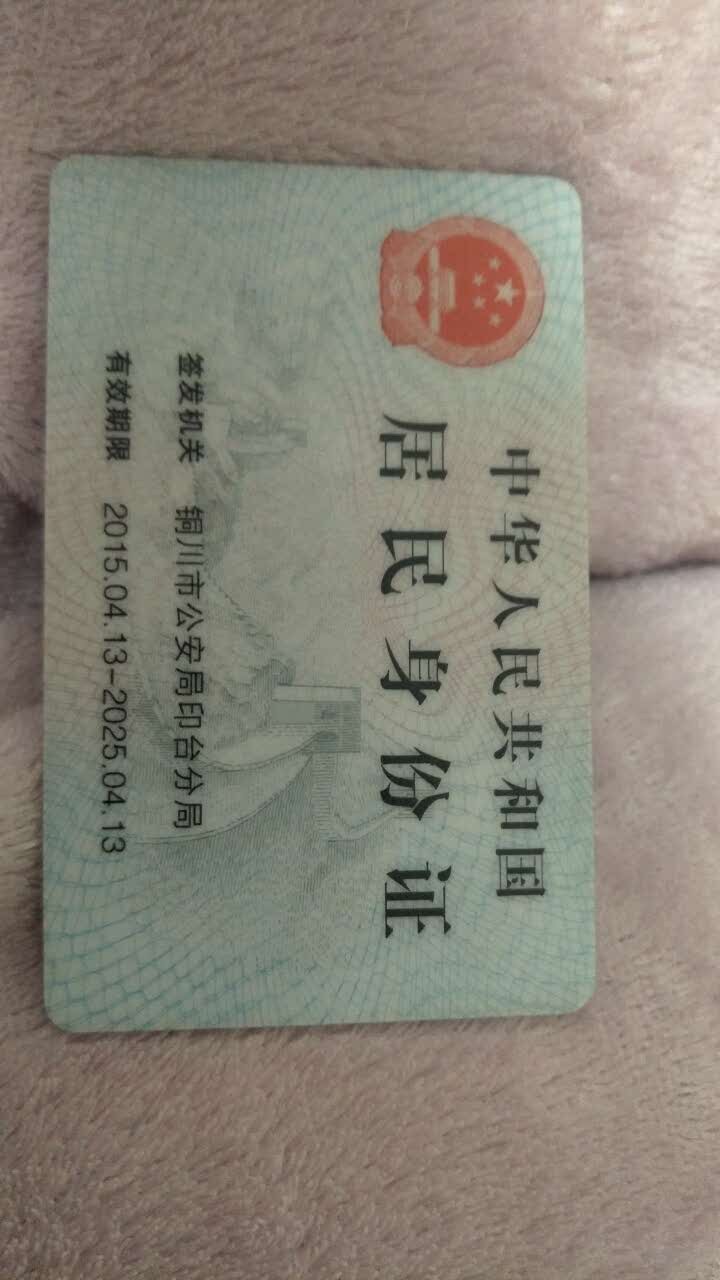 中华人民共和国
居民身份证
签发机关 铜川市公安局印台分局
有效期限 2015.04.13-2025.04.13